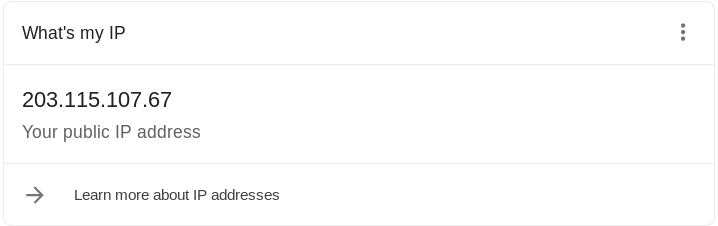 What's my IP
203.115.107.67
Your public IP address
Learn more about IP addresses